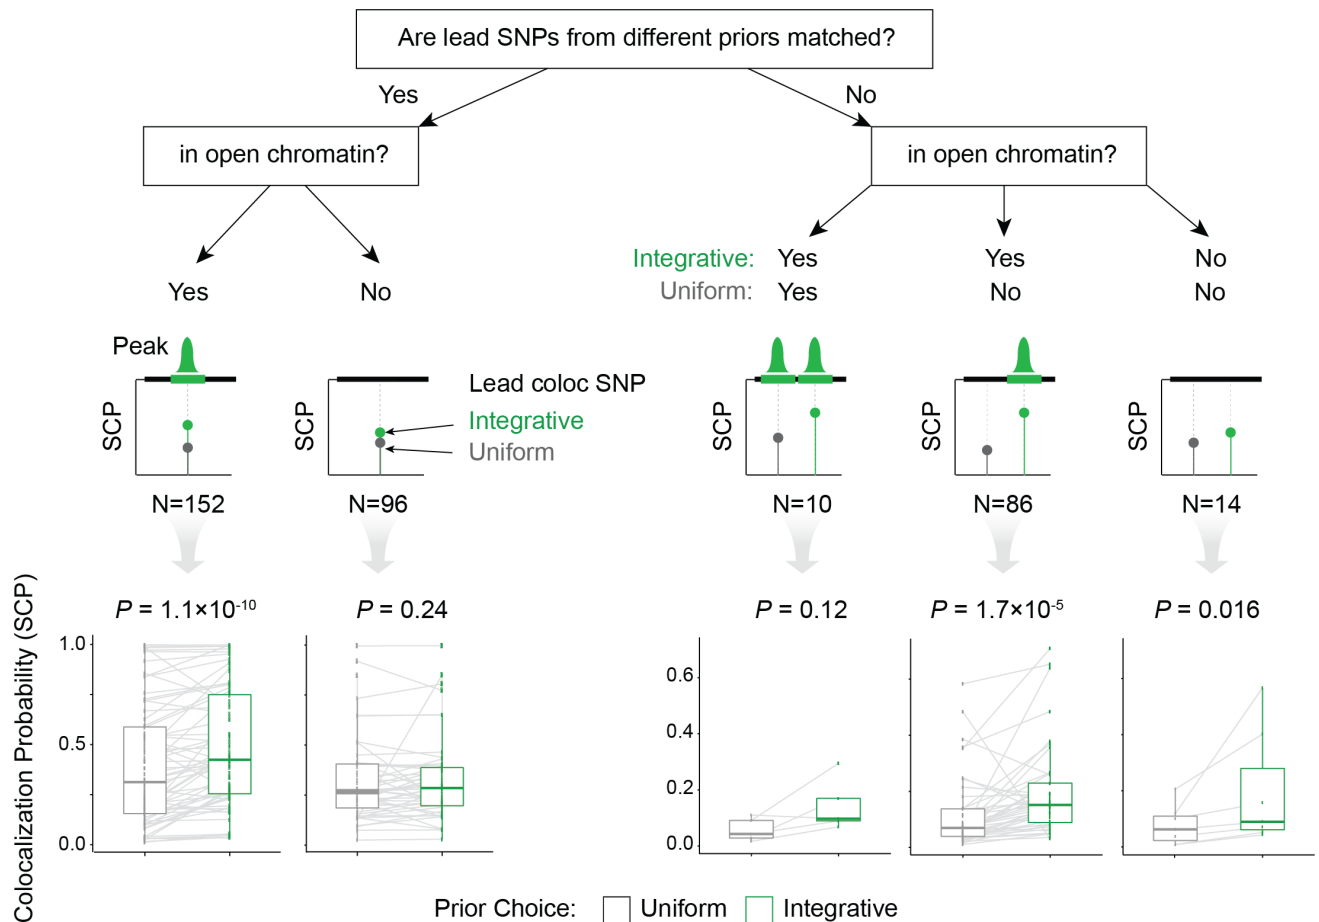 Are lead SNPs from different priors matched?
Yes
No
in open chromatin?
in open chromatin?
Integrative: Yes Yes No
Uniform: Yes No No
Yes No
Peak
Lead coloc SNP
Integrative
Uniform
SCP
SCP
SCP
SCP
SCP
N=152
N=96
N=10
N=86
N=14
P = 1.1×10⁻¹⁰
P = 0.24
P = 0.12
P = 1.7×10⁻⁵
P = 0.016
Colocalization Probability (SCP)
1.0
0.5
0.0
0.6
0.4
0.2
0.0
Prior Choice: Uniform Integrative